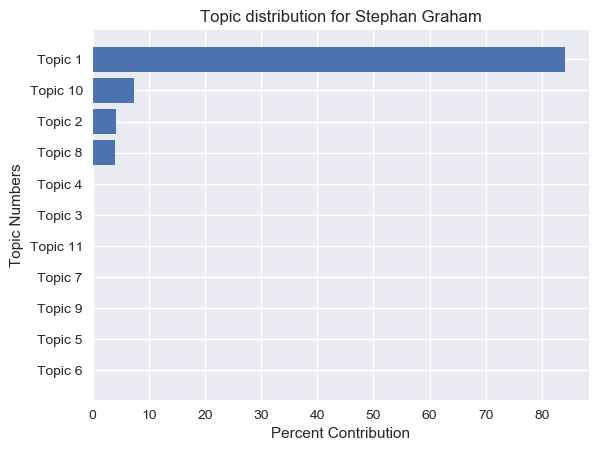 Topic distribution for Stephan Graham
Topic 1
Topic 10
Topic 2
Topic 8
Topic 4
Topic 3
Topic 11
Topic 7
Topic 9
Topic 5
Topic 6
Topic Numbers
0 10 20 30 40 50 60 70 80
Percent Contribution